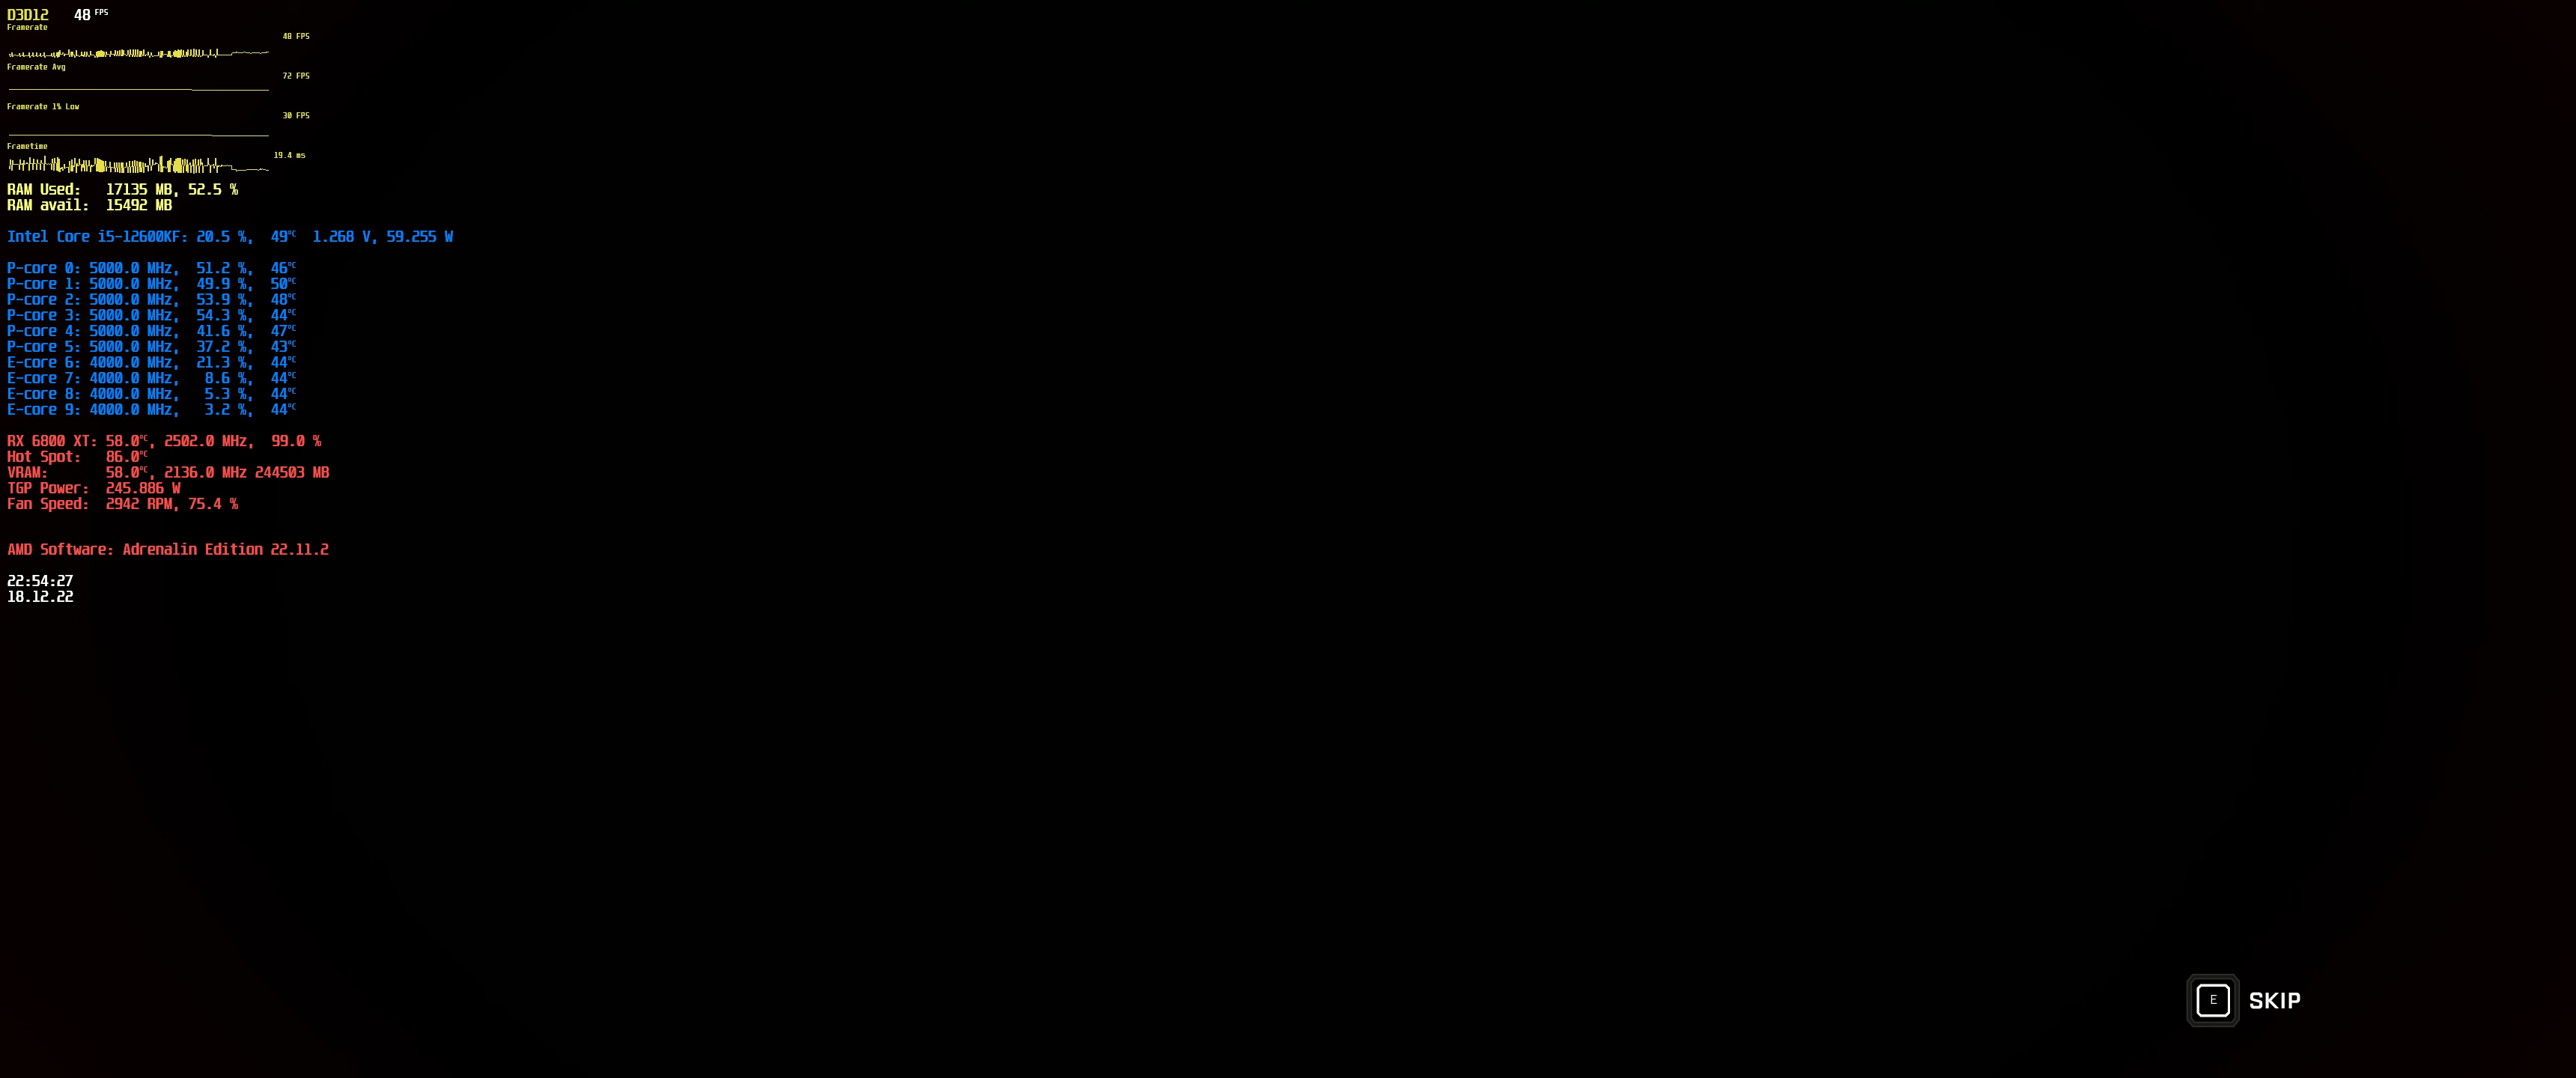 D3D12 48 FPS
Framerate
48 FPS
Framerate Avg
72 FPS
Framerate 1% Low
30 FPS
Frametime
19.4 ms
RAM Used: 17135 MB, 52.5 %
RAM avail: 15492 MB
Intel Core i5-12600KF: 20.5 %, 49°C 1.268 V, 59.255 W
P-core 0: 5000.0 MHz, 51.2 %, 46°C
P-core 1: 5000.0 MHz, 49.9 %, 50°C
P-core 2: 5000.0 MHz, 53.9 %, 48°C
P-core 3: 5000.0 MHz, 54.3 %, 44°C
P-core 4: 5000.0 MHz, 41.6 %, 47°C
P-core 5: 5000.0 MHz, 37.2 %, 43°C
E-core 6: 4000.0 MHz, 21.3 %, 44°C
E-core 7: 4000.0 MHz, 8.6 %, 44°C
E-core 8: 4000.0 MHz, 5.3 %, 44°C
E-core 9: 4000.0 MHz, 3.2 %, 44°C
RX 6800 XT: 58.0°C, 2502.0 MHz, 99.0 %
Hot Spot: 86.0°C
VRAM: 58.0°C, 2136.0 MHz 244503 MB
TGP Power: 245.886 W
Fan Speed: 2942 RPM, 75.4 %
AMD Software: Adrenalin Edition 22.11.2
22:54:27
18.12.22
E SKIP